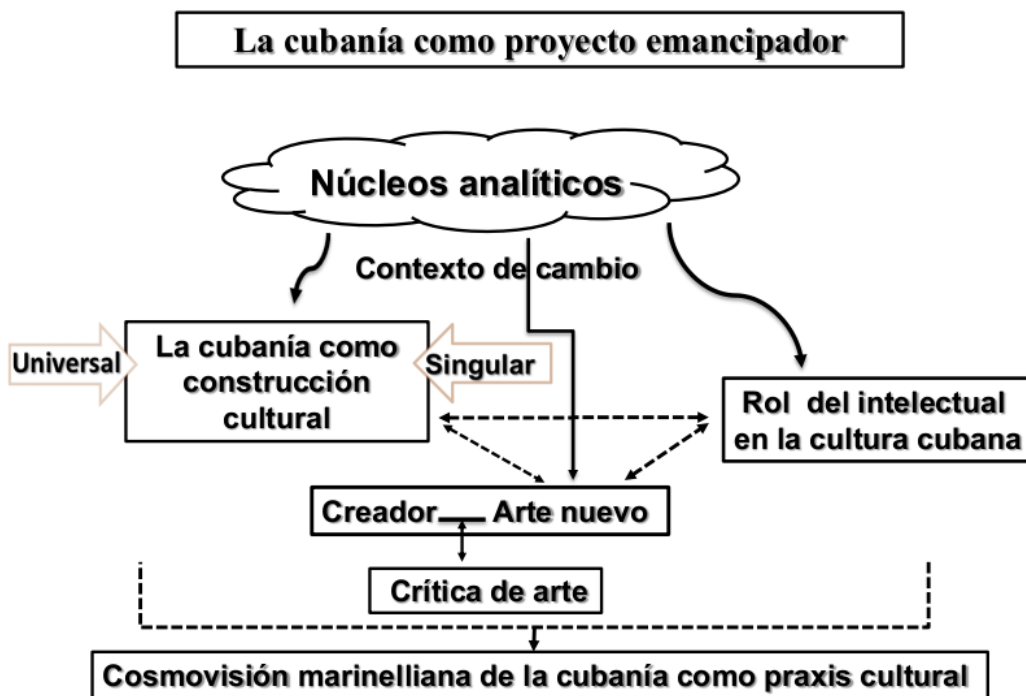 La cubanía como proyecto emancipador
Núcleos analíticos
Contexto de cambio
Universal
La cubanía como
construcción
cultural
Singular
Rol del intelectual
en la cultura cubana
Creador___ Arte nuevo
Crítica de arte
Cosmovisión marinelliana de la cubanía como praxis cultural